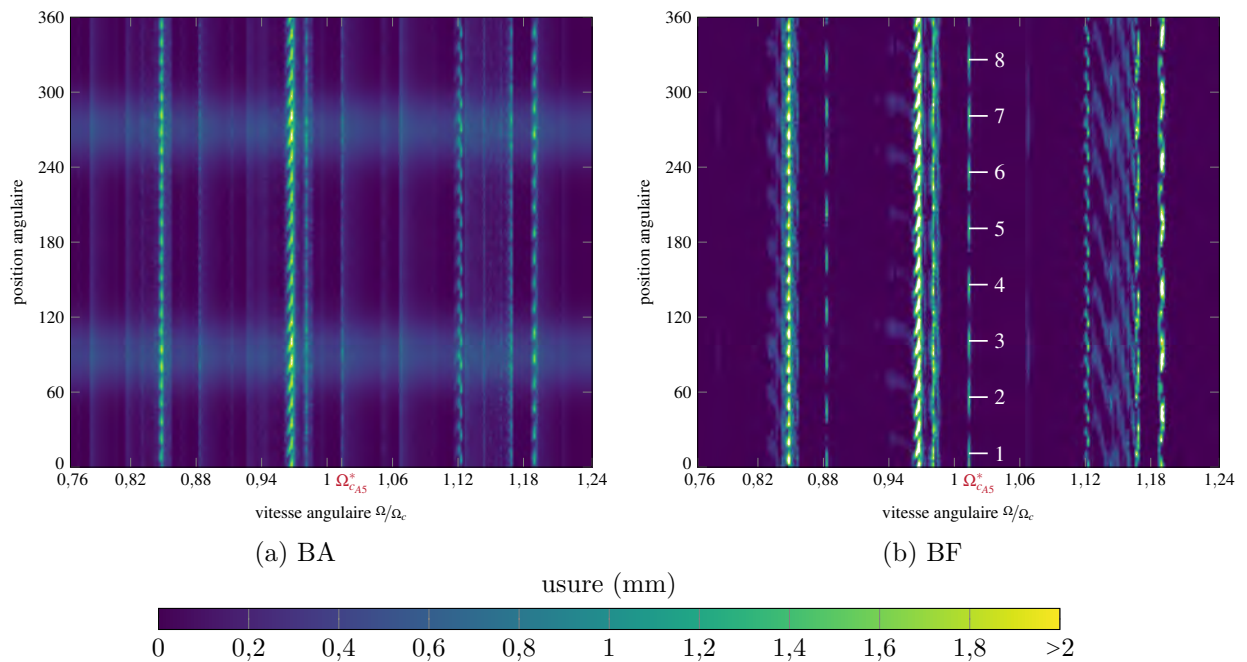 360
300
240
180
120
60
0
position angulaire
0,76 0,82 0,88 0,94 1 Ω*cA5 1,06 1,12 1,18 1,24
vitesse angulaire Ω/Ωc
(a) BA
360
300
240
180
120
60
0
position angulaire
8
7
6
5
4
3
2
1
0,76 0,82 0,88 0,94 1 Ω*cA5 1,06 1,12 1,18 1,24
vitesse angulaire Ω/Ωc
(b) BF
usure (mm)
0 0,2 0,4 0,6 0,8 1 1,2 1,4 1,6 1,8 >2